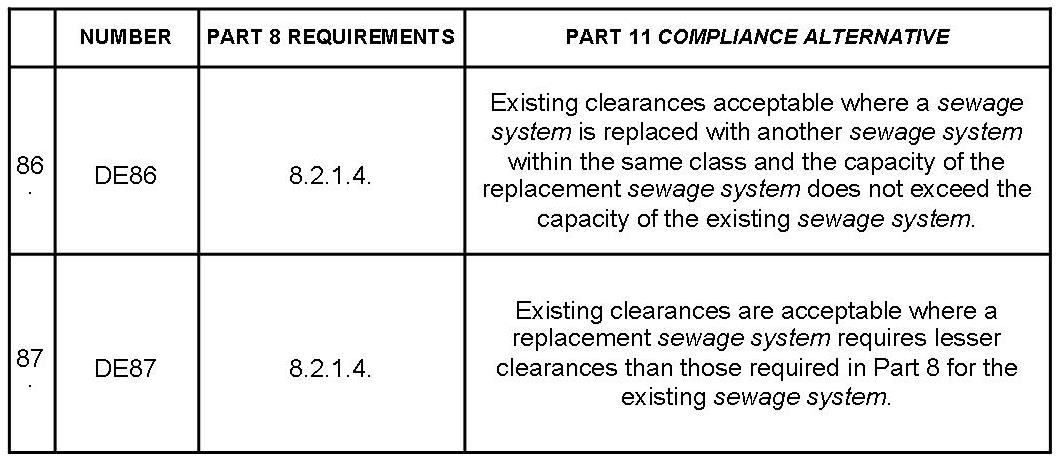 NUMBER PART 8 REQUIREMENTS PART 11 COMPLIANCE ALTERNATIVE
86
.
DE86
8.2.1.4.
Existing clearances acceptable where a sewage
system is replaced with another sewage system
within the same class and the capacity of the
replacement sewage system does not exceed the
capacity of the existing sewage system.
87
.
DE87
8.2.1.4.
Existing clearances are acceptable where a
replacement sewage system requires lesser
clearances than those required in Part 8 for the
existing sewage system.